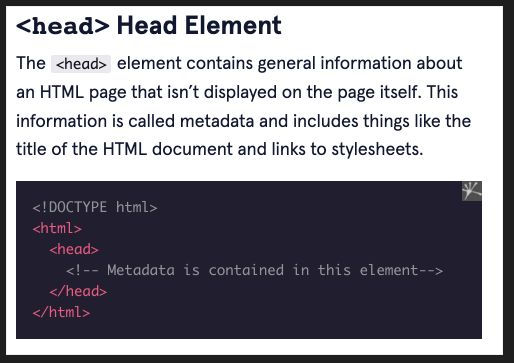 <head> Head Element
The <head> element contains general information about
an HTML page that isn’t displayed on the page itself. This
information is called metadata and includes things like the
title of the HTML document and links to stylesheets.
<!DOCTYPE html>
<html>
  <head>
    <!-- Metadata is contained in this element-->
  </head>
</html>